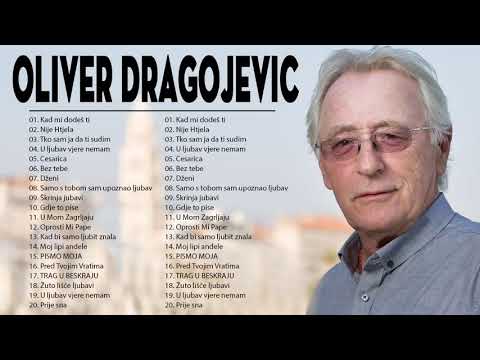 OLIVER DRAGOJEVIC
01. Kad mi dođeš ti
02. Nije Htjela
03. Tko sam ja da ti sudim
04. U ljubav vjere nemam
05. Cesarica
06. Bez tebe
07. Dženi
08. Samo s tobom sam upoznao ljubav
09. Škrinja jubavi
10. Gdje to pise
11. U Mom Zagrljaju
12. Oprosti Mi Pape
13. Kad bi samo ljubit znala
14. Moj lipi anđele
15. PISMO MOJA
16. Pred Tvojim Vratima
17. TRAG U BESKRAJU
18. Žuto lišće ljubavi
19. U ljubav vjere nemam
20. Prije sna
01. Kad mi dođeš ti
02. Nije Htjela
03. Tko sam ja da ti sudim
04. U ljubav vjere nemam
05. Cesarica
06. Bez tebe
07. Dženi
08. Samo s tobom sam upoznao ljubav
09. Škrinja jubavi
10. Gdje to pise
11. U Mom Zagrljaju
12. Oprosti Mi Pape
13. Kad bi samo ljubit znala
14. Moj lipi anđele
15. PISMO MOJA
16. Pred Tvojim Vratima
17. TRAG U BESKRAJU
18. Žuto lišće ljubavi
19. U ljubav vjere nemam
20. Prije sna